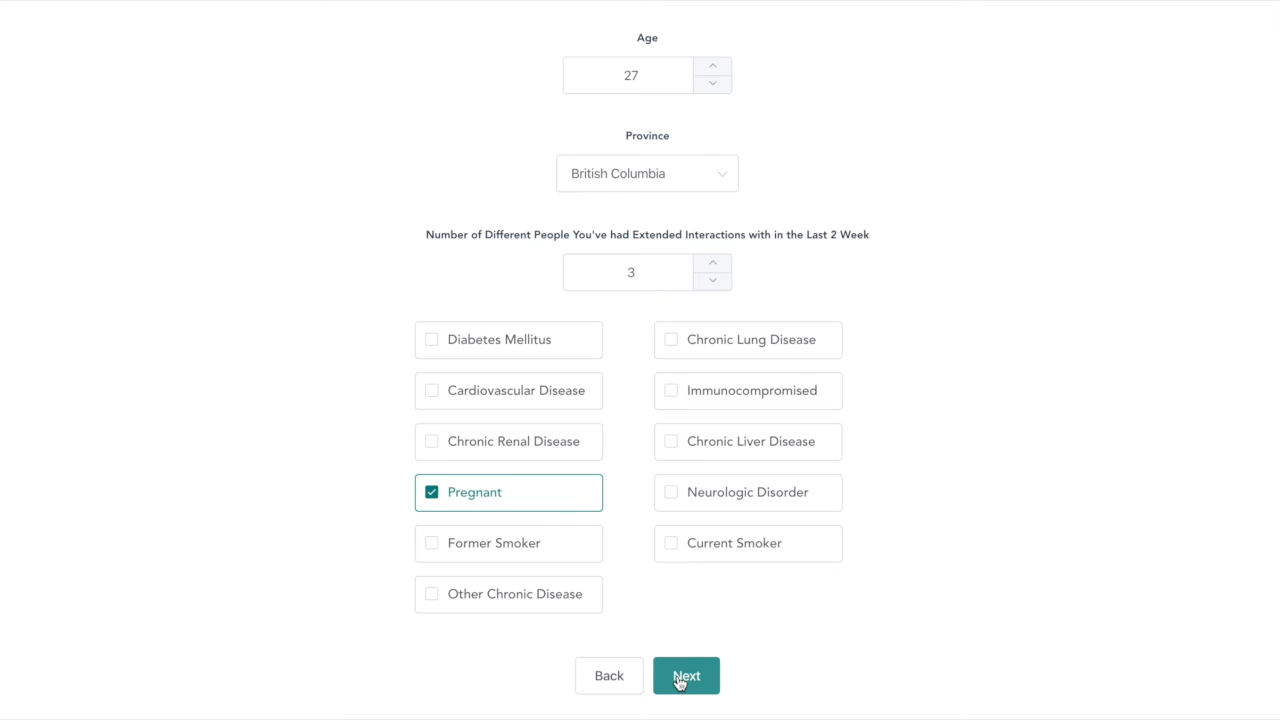 Age
27
Province
British Columbia
Number of Different People You've had Extended Interactions with in the Last 2 Week
3
Diabetes Mellitus
Chronic Lung Disease
Cardiovascular Disease
Immunocompromised
Chronic Renal Disease
Chronic Liver Disease
Pregnant
Neurologic Disorder
Former Smoker
Current Smoker
Other Chronic Disease
Back
Next